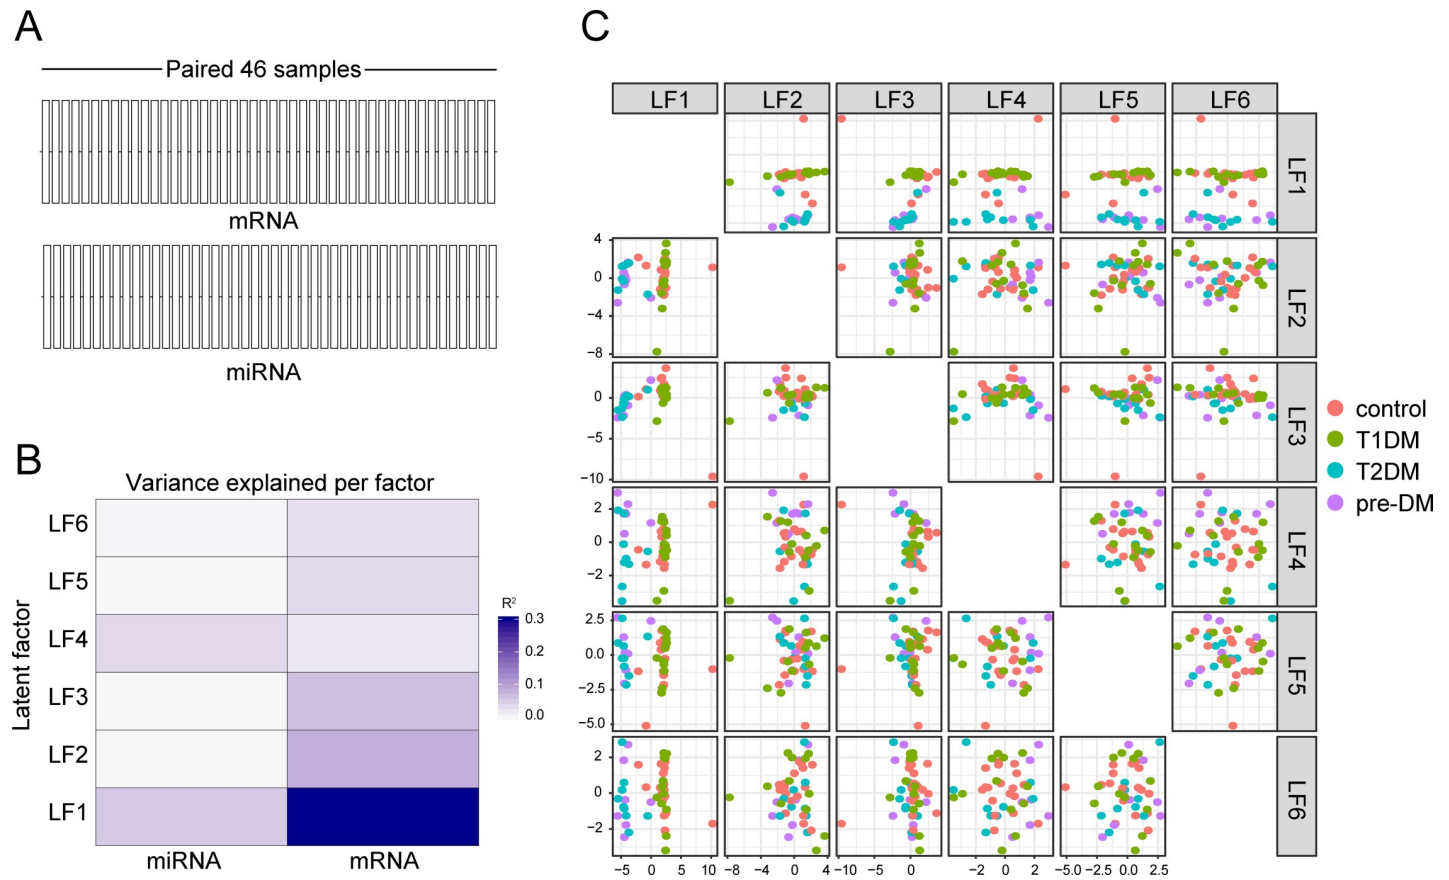 A
Paired 46 samples
mRNA
miRNA
B
Variance explained per factor
Latent factor
LF6
LF5
LF4
LF3
LF2
LF1
miRNA mRNA
R²
0.3
0.2
0.1
0.0
C
LF1 LF2 LF3 LF4 LF5 LF6
LF1
4
0
−4
−8
LF2
0
−5
−10
LF3
2
0
−2
LF4
2.5
0.0
−2.5
−5.0
LF5
2
0
−2
LF6
−5 0 5 10 −8 −4 0 4 −10 −5 0 −2 0 2 −5.0 −2.5 0.0 2.5 −2 0 2
control
T1DM
T2DM
pre-DM